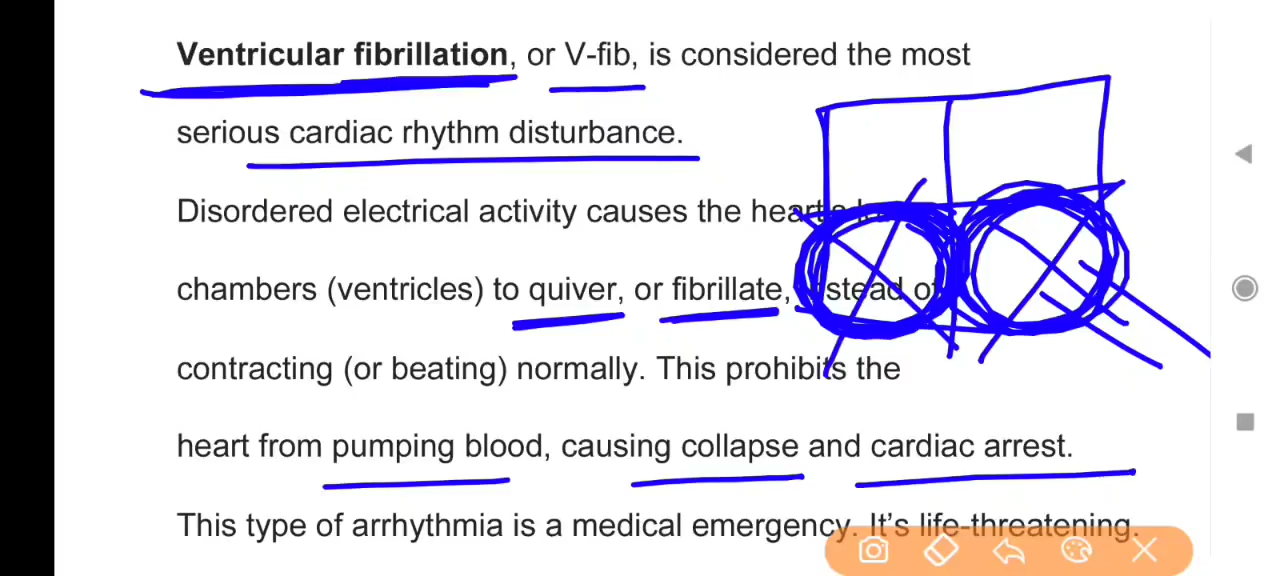 Ventricular fibrillation, or V-fib, is considered the most
serious cardiac rhythm disturbance.
Disordered electrical activity causes the heart's
chambers (ventricles) to quiver, or fibrillate, instead of
contracting (or beating) normally. This prohibits the
heart from pumping blood, causing collapse and cardiac arrest.
This type of arrhythmia is a medical emergency. It's life-threatening.